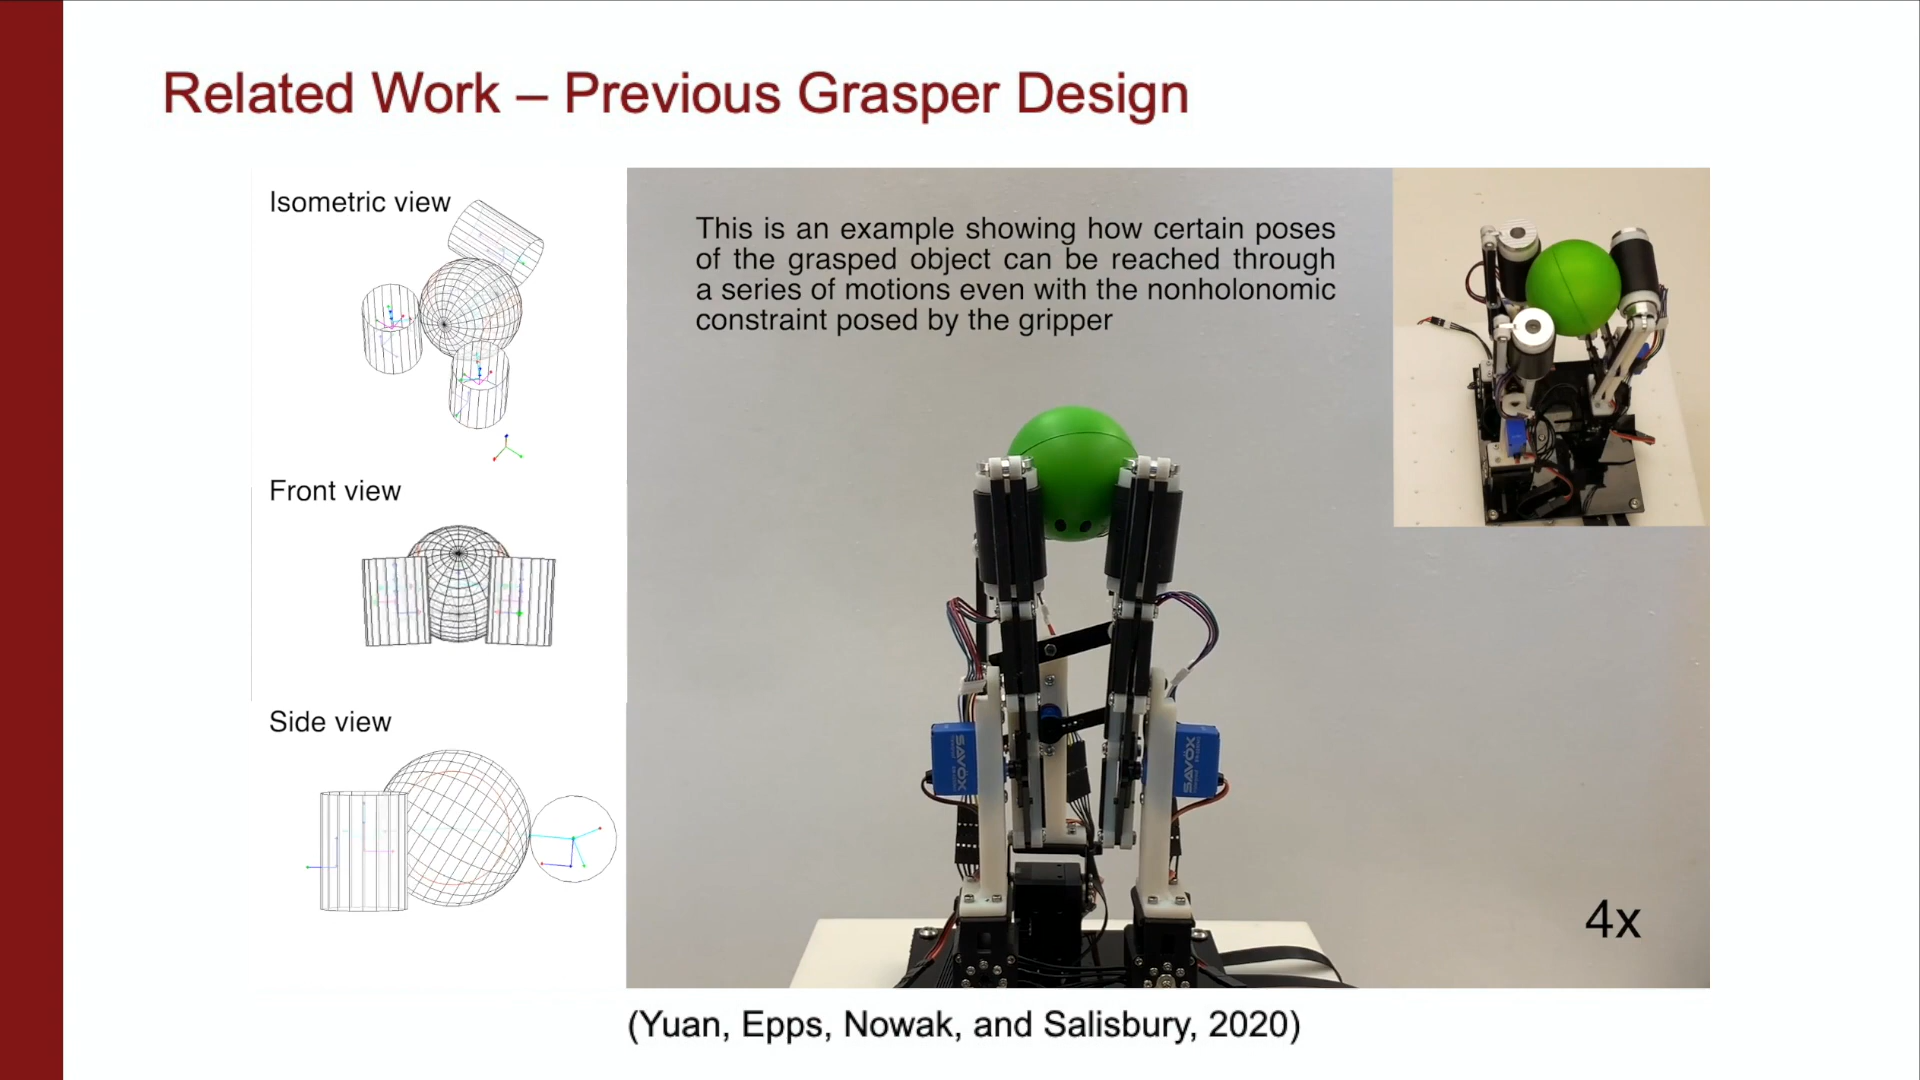 Related Work – Previous Grasper Design
Isometric view
This is an example showing how certain poses
of the grasped object can be reached through
a series of motions even with the nonholonomic
constraint posed by the gripper
Front view
Side view
SAVÖX
SAVÖX
4x
(Yuan, Epps, Nowak, and Salisbury, 2020)